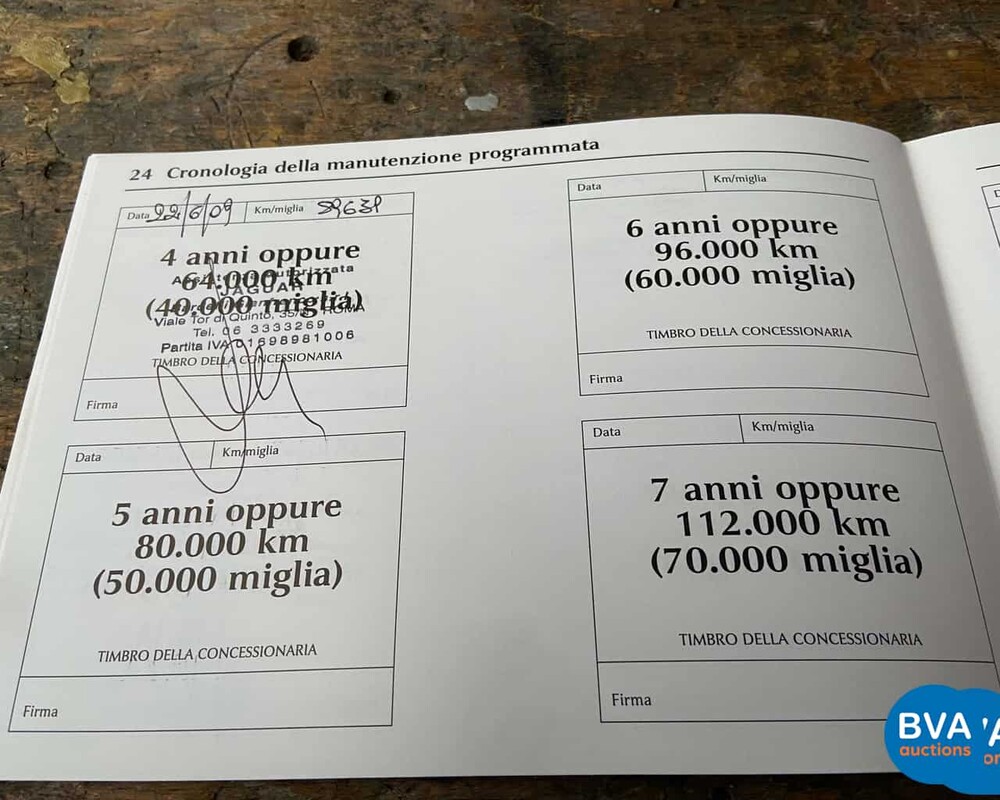 24 Cronologia della manutenzione programmata
Data 22/6/09 Km/miglia
4 anni oppure
64.000 km
(40.000 miglia)
Assistenza Autorizzata
JAGUAR
Viale Tor di Quinto, 35/ ROMA
Tel. 06 3333269
Partita IVA 01698981006
TIMBRO DELLA CONCESSIONARIA
Firma
Data Km/miglia
5 anni oppure
80.000 km
(50.000 miglia)
TIMBRO DELLA CONCESSIONARIA
Firma
Data Km/miglia
6 anni oppure
96.000 km
(60.000 miglia)
TIMBRO DELLA CONCESSIONARIA
Firma
Data Km/miglia
7 anni oppure
112.000 km
(70.000 miglia)
TIMBRO DELLA CONCESSIONARIA
Firma
BVA
auctions